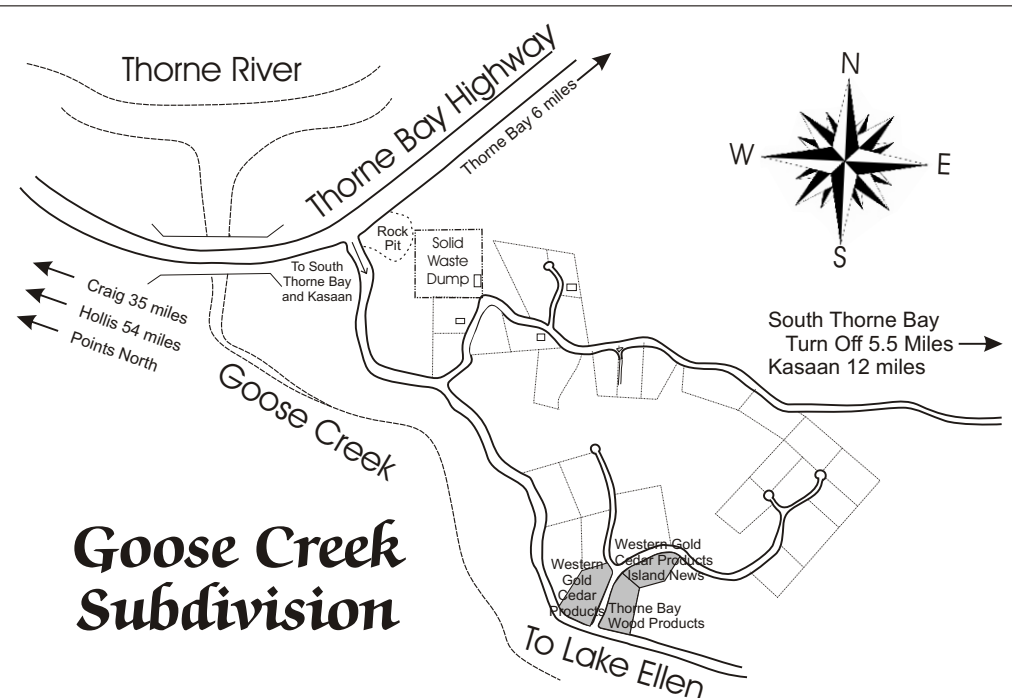 Thorne River
Thorne Bay Highway
Thorne Bay 6 miles
N
W
E
S
Rock
Pit
Solid
Waste
Dump
To South
Thorne Bay
and Kasaan
Craig 35 miles
Hollis 54 miles
Points North
South Thorne Bay
Turn Off 5.5 Miles
Kasaan 12 miles
Goose Creek
Goose Creek
Subdivision
Western
Gold
Cedar
Products
Western Gold
Cedar Products
Island News
Thorne Bay
Wood Products
To Lake Ellen